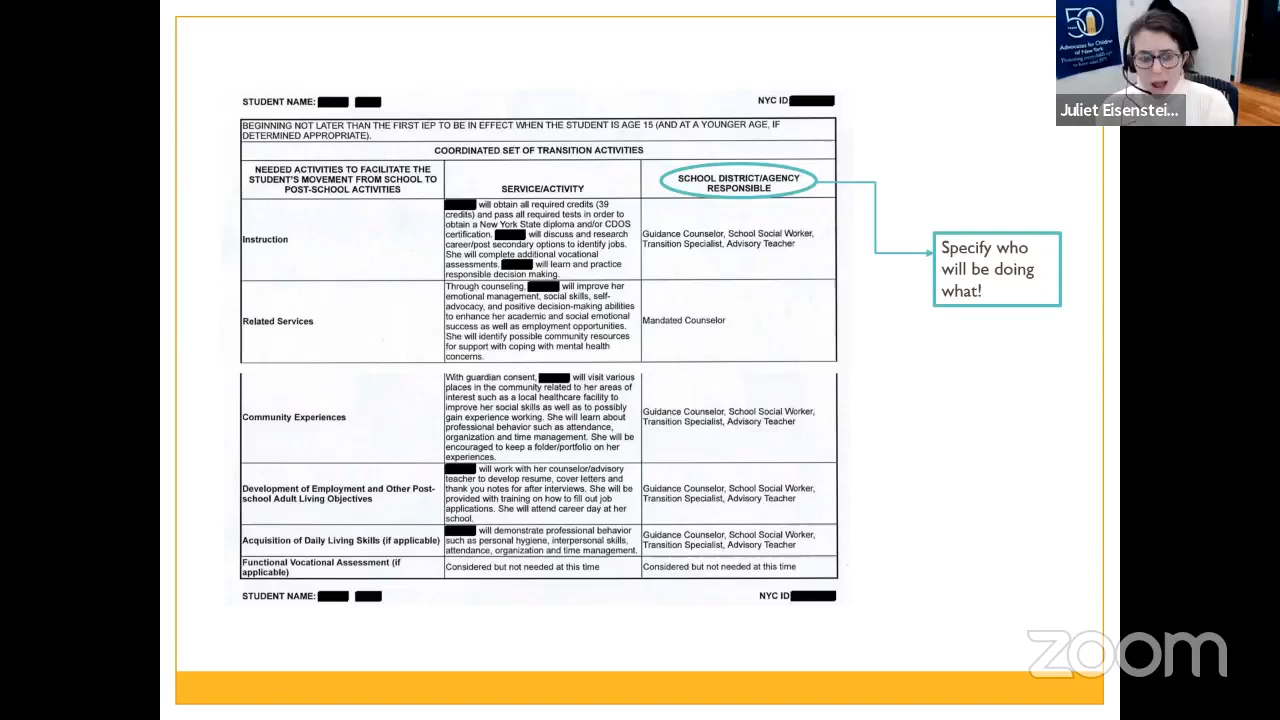 50
YEARS
Advocates for Children
of New York
Juliet Eisenstei...
STUDENT NAME:
NYC ID
BEGINNING NOT LATER THAN THE FIRST IEP TO BE IN EFFECT WHEN THE STUDENT IS AGE 15 (AND AT A YOUNGER AGE, IF
DETERMINED APPROPRIATE).
COORDINATED SET OF TRANSITION ACTIVITIES
NEEDED ACTIVITIES TO FACILITATE THE
STUDENT'S MOVEMENT FROM SCHOOL TO
POST-SCHOOL ACTIVITIES
SERVICE/ACTIVITY
SCHOOL DISTRICT/AGENCY
RESPONSIBLE
Instruction
will obtain all required credits (39
credits) and pass all required tests in order to
obtain a New York State diploma and/or CDOS
certification. will discuss and research
career/post secondary options to identify jobs.
She will complete additional vocational
assessments. will learn and practice
responsible decision making.
Guidance Counselor, School Social Worker,
Transition Specialist, Advisory Teacher
Related Services
Through counseling, will improve her
emotional management, social skills, self-
advocacy, and positive decision-making abilities
to enhance her academic and social emotional
success as well as employment opportunities.
She will identify possible community resources
for support with coping with mental health
concerns.
Mandated Counselor
Community Experiences
With guardian consent, will visit various
places in the community related to her areas of
interest such as a local healthcare facility to
improve her social skills as well as to possibly
gain experience working. She will learn about
professional behavior such as attendance,
organization and time management. She will be
encouraged to keep a folder/portfolio on her
experiences.
Guidance Counselor, School Social Worker,
Transition Specialist, Advisory Teacher
Development of Employment and Other Post-
school Adult Living Objectives
will work with her counselor/advisory
teacher to develop resume, cover letters and
thank you notes for after interviews. She will be
provided with training on how to fill out job
applications. She will attend career day at her
school.
Guidance Counselor, School Social Worker,
Transition Specialist, Advisory Teacher
Acquisition of Daily Living Skills (if applicable)
will demonstrate professional behavior
such as personal hygiene, interpersonal skills,
attendance, organization and time management.
Guidance Counselor, School Social Worker,
Transition Specialist, Advisory Teacher
Functional Vocational Assessment (if
applicable)
Considered but not needed at this time
Considered but not needed at this time
STUDENT NAME:
NYC ID
Specify who
will be doing
what!
zoom